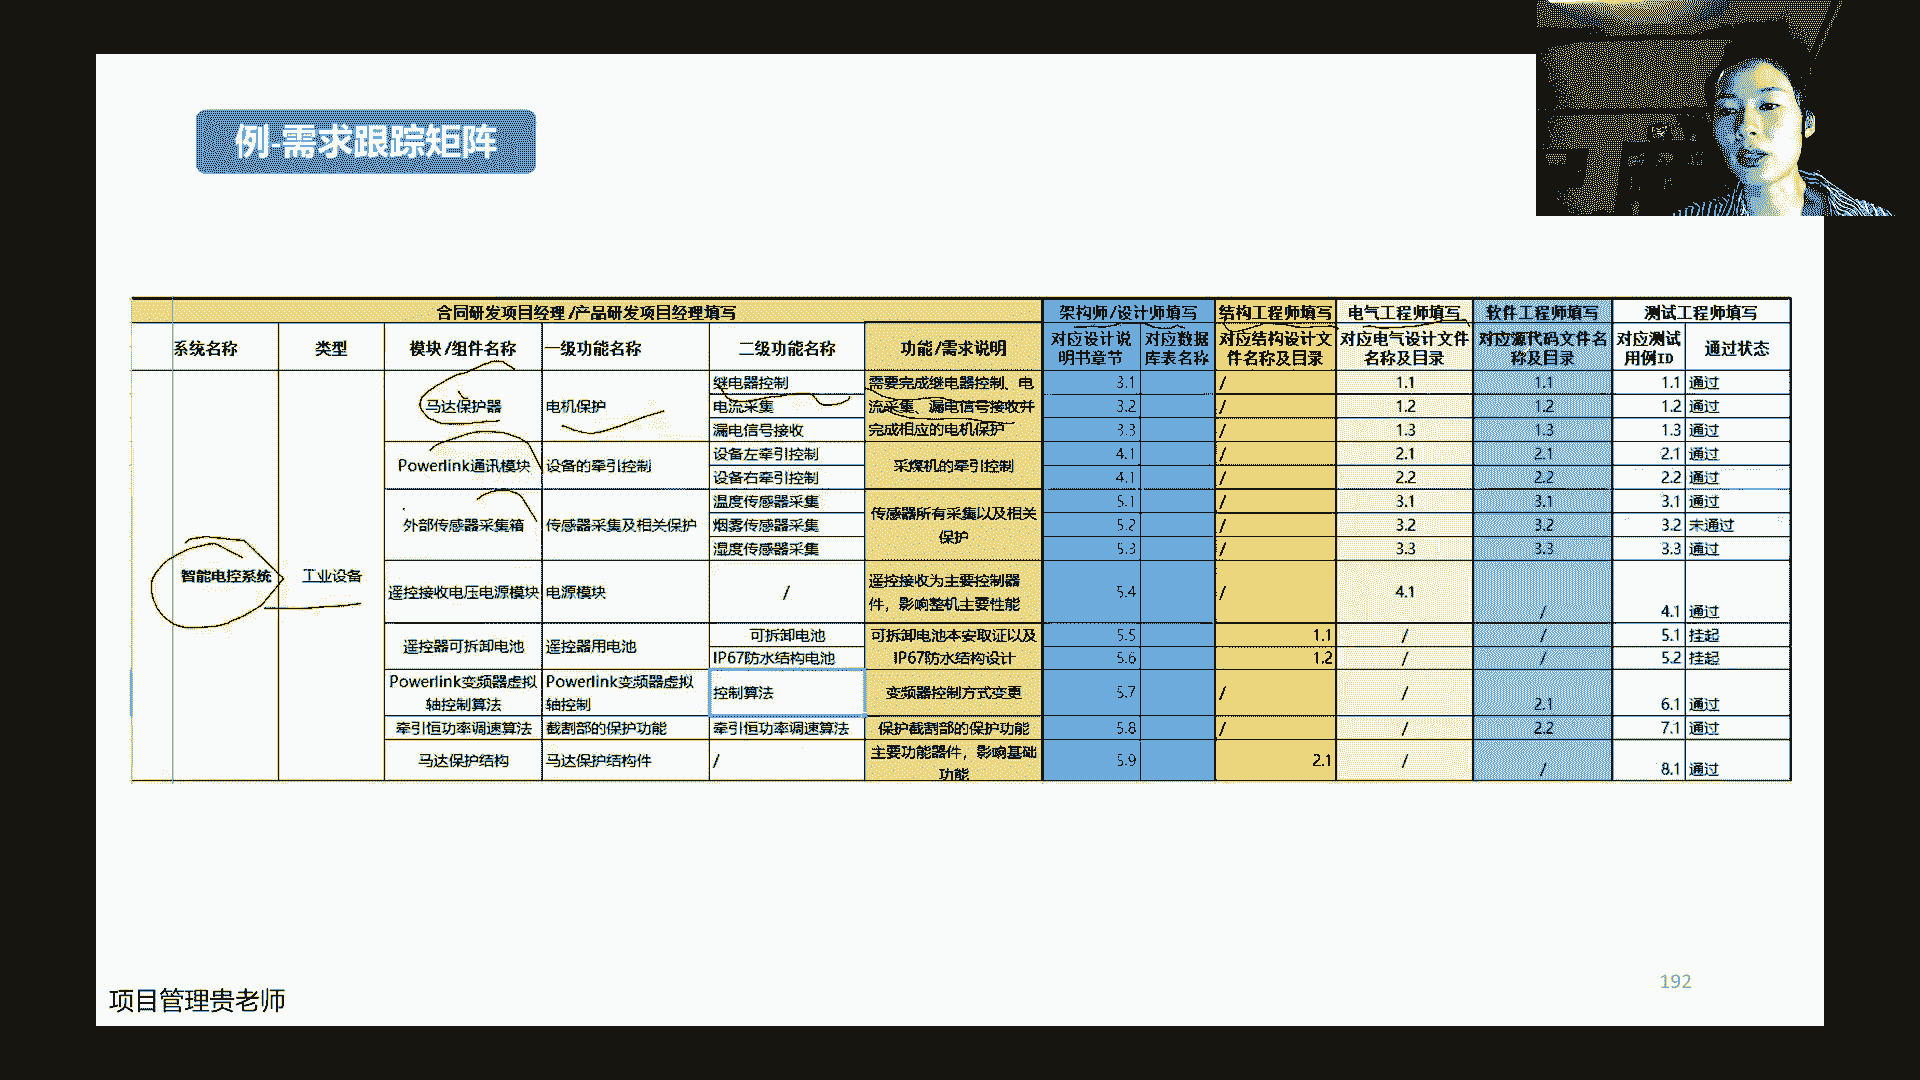 例-需求跟踪矩阵
合同研发项目经理/产品研发项目经理填写 架构师/设计师填写 结构工程师填写 电气工程师填写 软件工程师填写 测试工程师填写
系统名称 类型 模块/组件名称 一级功能名称 二级功能名称 功能/需求说明 对应设计说明书章节 对应数据库表名称 对应结构设计文件名称及目录 对应电气设计文件名称及目录 对应源代码文件名称及目录 对应测试用例ID 通过状态
智能电控系统 工业设备
马达保护器 电机保护 继电器控制 需要完成继电器控制、电流采集、漏电信号接收并完成相应的电机保护 3.1 / 1.1 1.1 1.1 通过
电流采集 3.2 / 1.2 1.2 1.2 通过
漏电信号接收 3.3 / 1.3 1.3 1.3 通过
Powerlink通讯模块 设备的牵引控制 设备左牵引控制 采煤机的牵引控制 4.1 / 2.1 2.1 2.1 通过
设备右牵引控制 4.1 / 2.2 2.2 2.2 通过
外部传感器采集箱 传感器采集及相关保护 温度传感器采集 传感器所有采集以及相关保护 5.1 / 3.1 3.1 3.1 通过
烟雾传感器采集 5.2 / 3.2 3.2 3.2 未通过
湿度传感器采集 5.3 / 3.3 3.3 3.3 通过
遥控接收电压电源模块 电源模块 / 遥控接收为主要控制器件，影响整机主要性能 5.4 / 4.1 / 4.1 通过
遥控器可拆卸电池 遥控器用电池 可拆卸电池 可拆卸电池本安取证以及IP67防水结构设计 5.5 1.1 / / 5.1 挂起
IP67防水结构电池 5.6 1.2 / / 5.2 挂起
Powerlink变频器虚拟轴控制算法 Powerlink变频器虚拟轴控制 控制算法 变频器控制方式变更 5.7 / / 2.1 6.1 通过
牵引恒功率调速算法 截割部的保护功能 牵引恒功率调速算法 保护截割部的保护功能 5.8 / / 2.2 7.1 通过
马达保护结构 马达保护结构件 / 主要功能器件，影响基础功能 5.9 2.1 / / 8.1 通过
192
项目管理贵老师